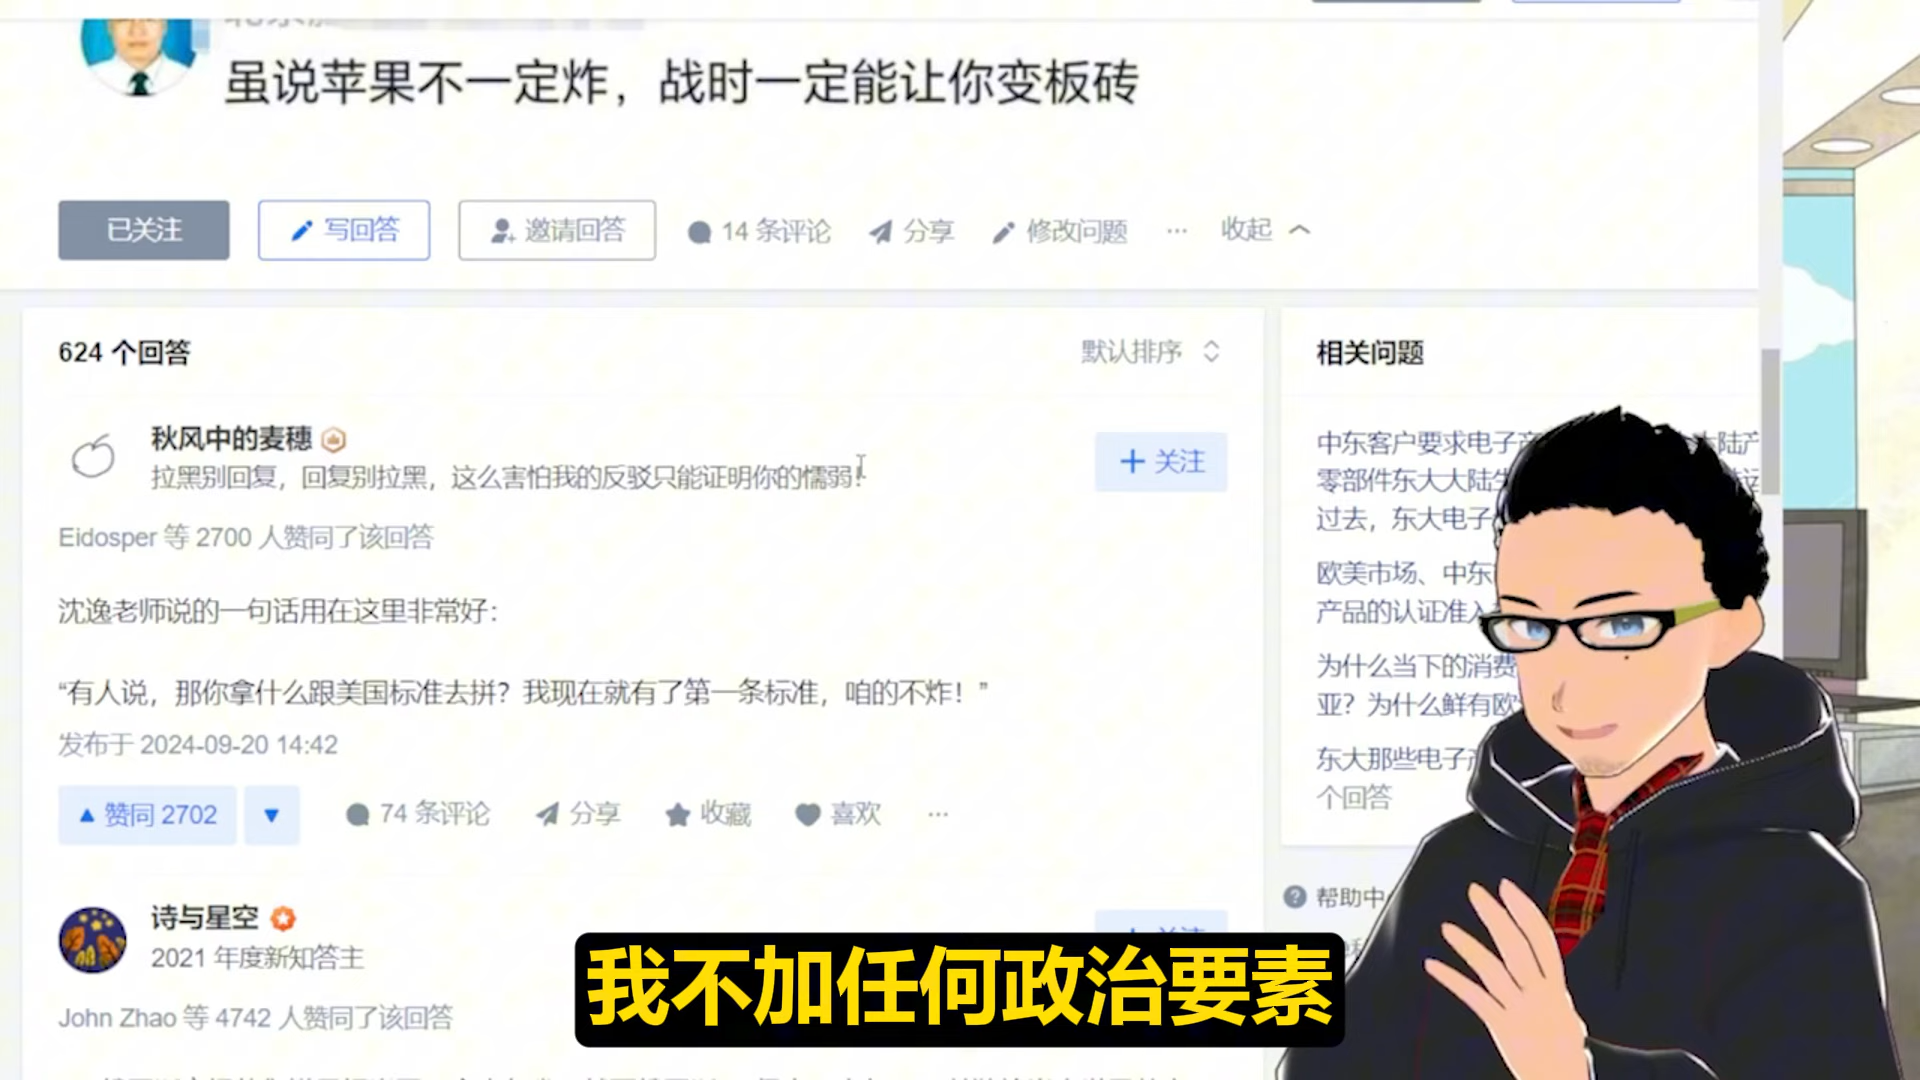 虽说苹果不一定炸，战时一定能让你变板砖
已关注
写回答
邀请回答
14 条评论
分享
修改问题
收起
624 个回答
默认排序
秋风中的麦穗
拉黑别回复，回复别拉黑，这么害怕我的反驳只能证明你的懦弱！
关注
Eidosper 等 2700 人赞同了该回答
沈逸老师说的一句话用在这里非常好：
“有人说，那你拿什么跟美国标准去拼？我现在就有了第一条标准，咱的不炸！”
发布于 2024-09-20 14:42
赞同 2702
74 条评论
分享
收藏
喜欢
诗与星空
2021 年度新知答主
John Zhao 等 4742 人赞同了该回答
相关问题
中东客户要求电子产
大陆产
零部件东大大陆
过去，东大电子
欧美市场、中东
产品的认证准入
为什么当下的消费
亚？为什么鲜有欧
东大那些电子产
个回答
帮助中
我不加任何政治要素